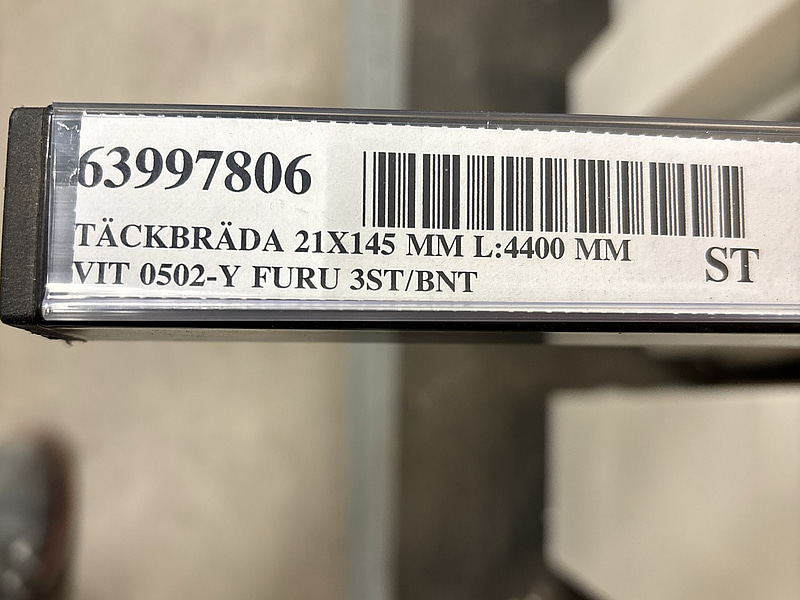 63997806
TÄCKBRÄDA 21X145 MM L:4400 MM
VIT 0502-Y FURU 3ST/BNT
ST